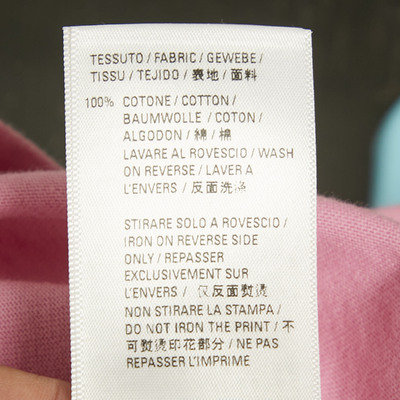 TESSUTO / FABRIC / GEWEBE /
TISSU / TEJIDO / 表地 / 面料
100% COTONE / COTTON /
BAUMWOLLE / COTON /
ALGODON / 綿 / 棉
LAVARE AL ROVESCIO / WASH
ON REVERSE / LAVER A
L'ENVERS / 反面洗滌
STIRARE SOLO A ROVESCIO /
IRON ON REVERSE SIDE
ONLY / REPASSER
EXCLUSIVEMENT SUR
L'ENVERS / 仅反面熨烫
NON STIRARE LA STAMPA /
DO NOT IRON THE PRINT / 不
可熨烫印花部分 / NE PAS
REPASSER L'IMPRIME